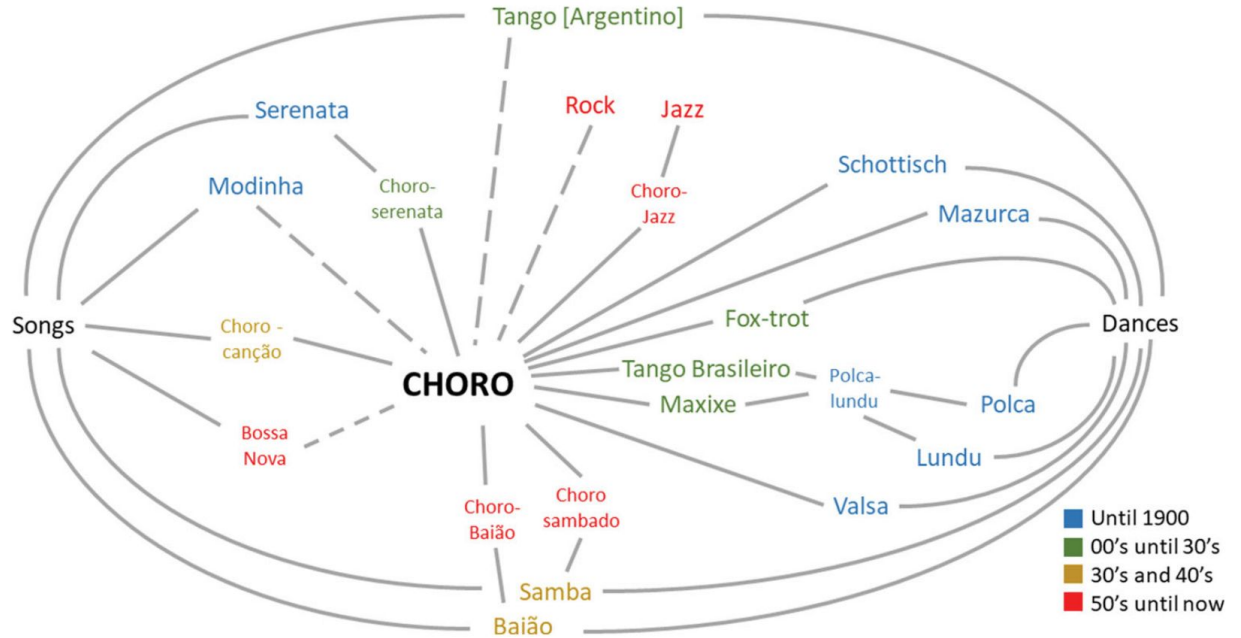 Tango [Argentino]
Serenata
Rock
Jazz
Schottisch
Modinha
Choro-
serenata
Choro-
Jazz
Mazurca
Songs
Choro -
canção
Fox-trot
Dances
CHORO
Tango Brasileiro
Maxixe
Polca-
lundu
Polca
Bossa
Nova
Lundu
Choro-
Baião
Choro
sambado
Valsa
Samba
Baião
Until 1900
00's until 30's
30's and 40's
50's until now